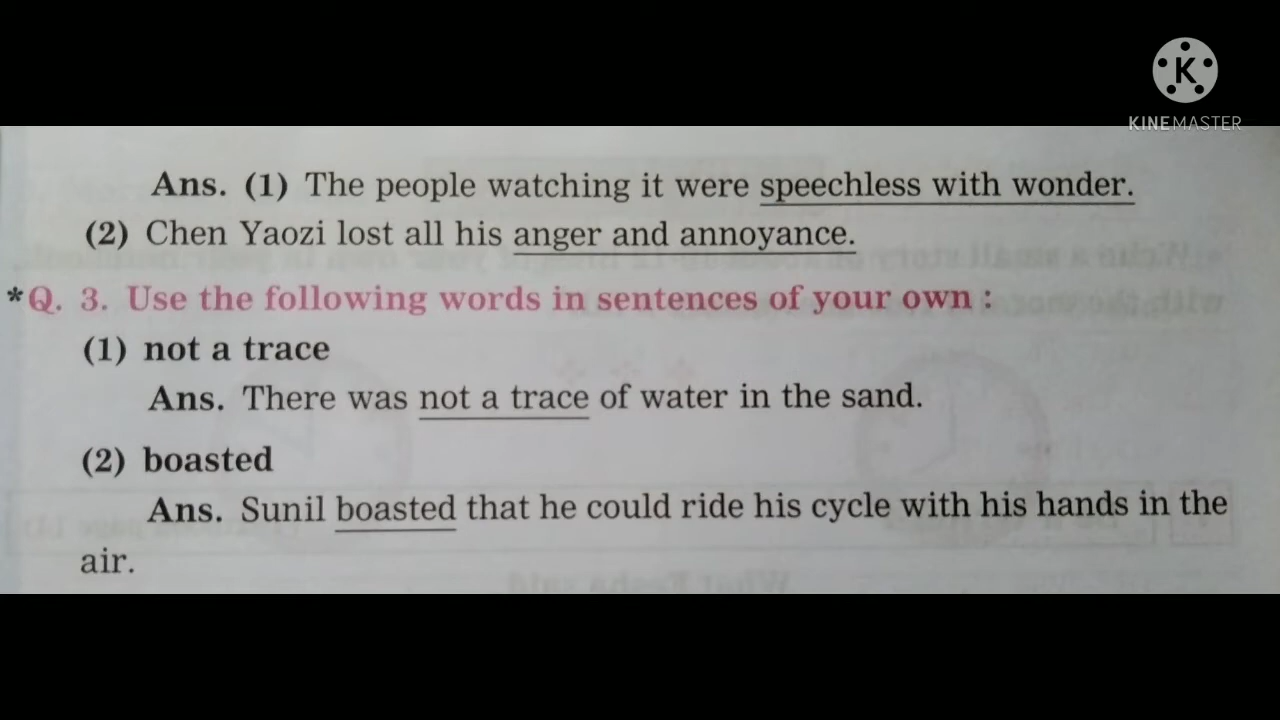 K
KINEMASTER
Ans. (1) The people watching it were speechless with wonder.
(2) Chen Yaozi lost all his anger and annoyance.
*Q. 3. Use the following words in sentences of your own :
(1) not a trace
Ans. There was not a trace of water in the sand.
(2) boasted
Ans. Sunil boasted that he could ride his cycle with his hands in the
air.